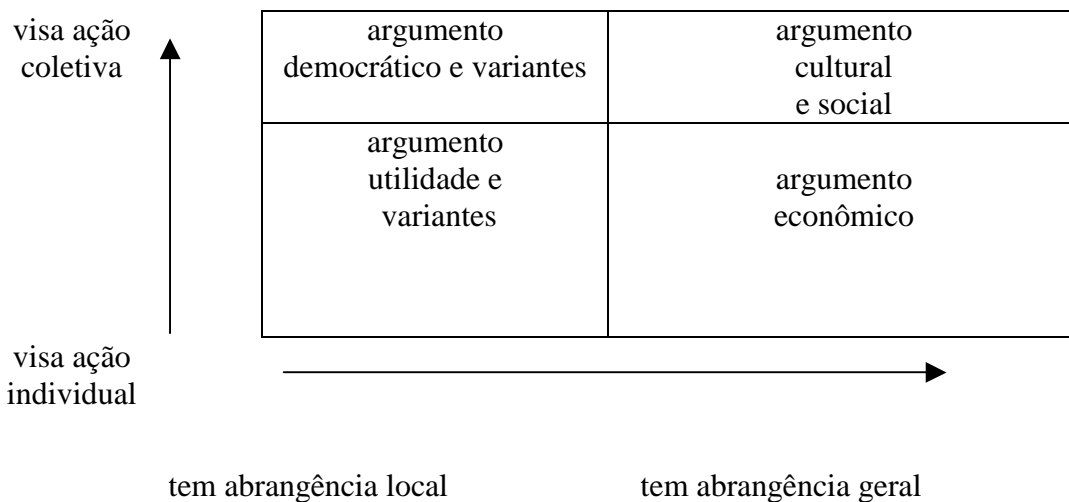 visa ação
coletiva
argumento
democrático e variantes
argumento
cultural
e social
argumento
utilidade e
variantes
argumento
econômico
visa ação
individual
tem abrangência local
tem abrangência geral